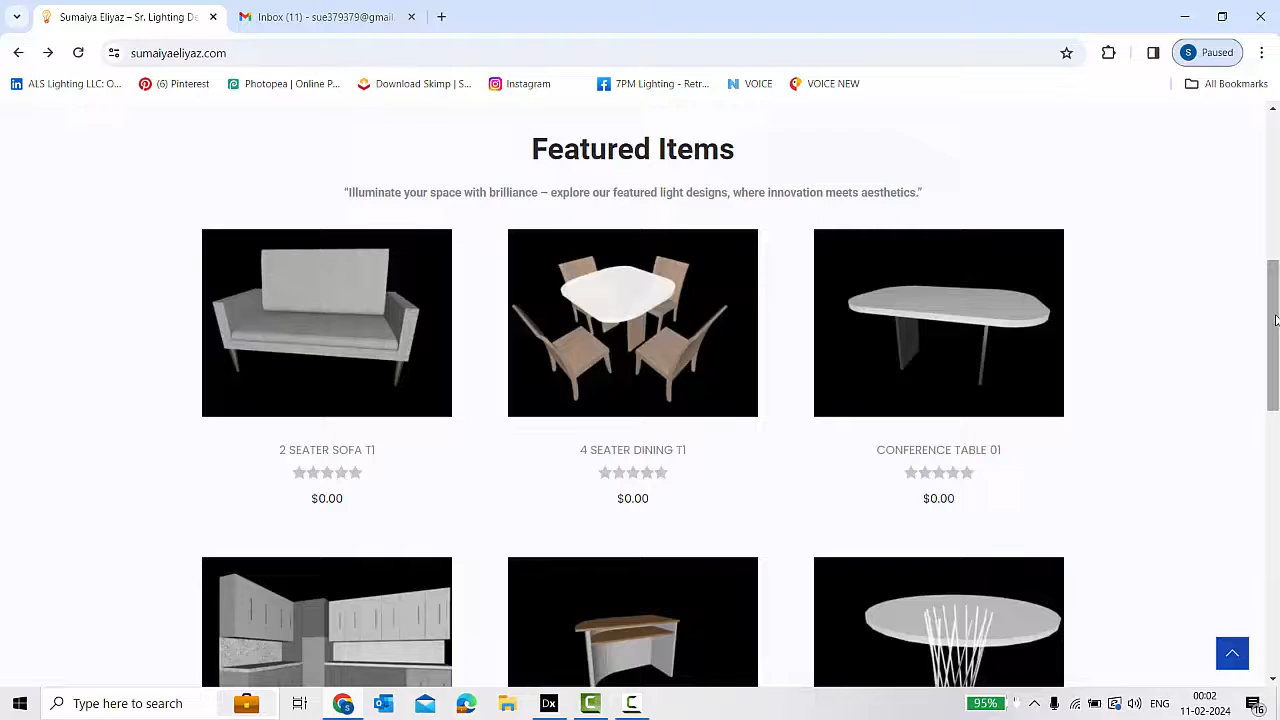 Sumaiya Eliyaz – Sr. Lighting De
Inbox (11) - sue379379@gmail
sumaiyaeliyaz.com
S Paused
ALS Lighting LLC: O...
(6) Pinterest
Photopea | Online P...
Download Skimp | S...
Instagram
7PM Lighting - Retr...
VOICE
VOICE NEW
All Bookmarks
Featured Items
“Illuminate your space with brilliance – explore our featured light designs, where innovation meets aesthetics.”
2 SEATER SOFA T1
4 SEATER DINING T1
CONFERENCE TABLE 01
$0.00
$0.00
$0.00
Type here to search
Dx
95%
ENG
00:02
11-02-2024
16